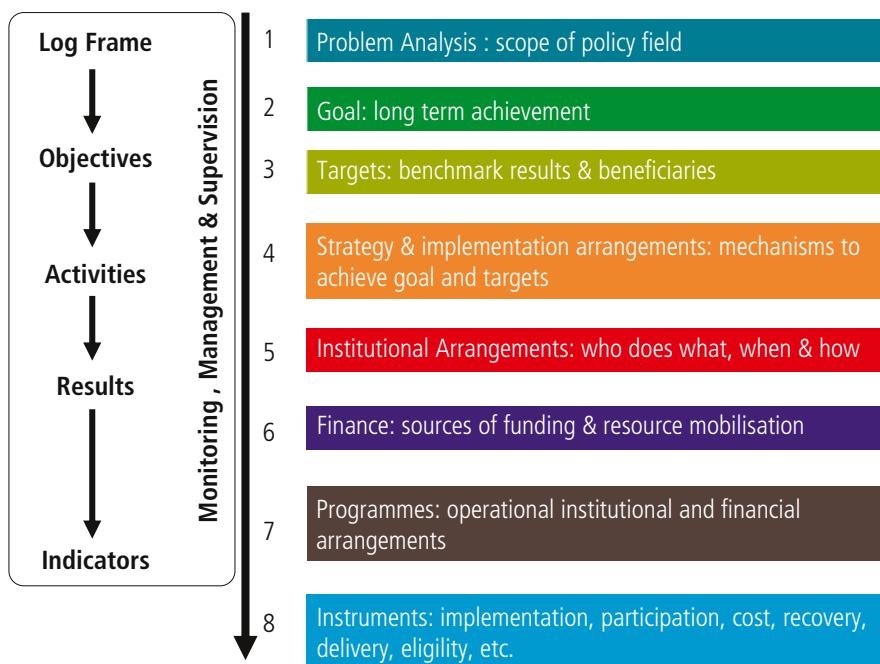 Log Frame
Objectives
Activities
Results
Indicators
Monitoring , Management & Supervision
1
Problem Analysis : scope of policy field
2
Goal: long term achievement
3
Targets: benchmark results & beneficiaries
4
Strategy & implementation arrangements: mechanisms to
achieve goal and targets
5
Institutional Arrangements: who does what, when & how
6
Finance: sources of funding & resource mobilisation
7
Programmes: operational institutional and financial
arrangements
8
Instruments: implementation, participation, cost, recovery,
delivery, eligility, etc.